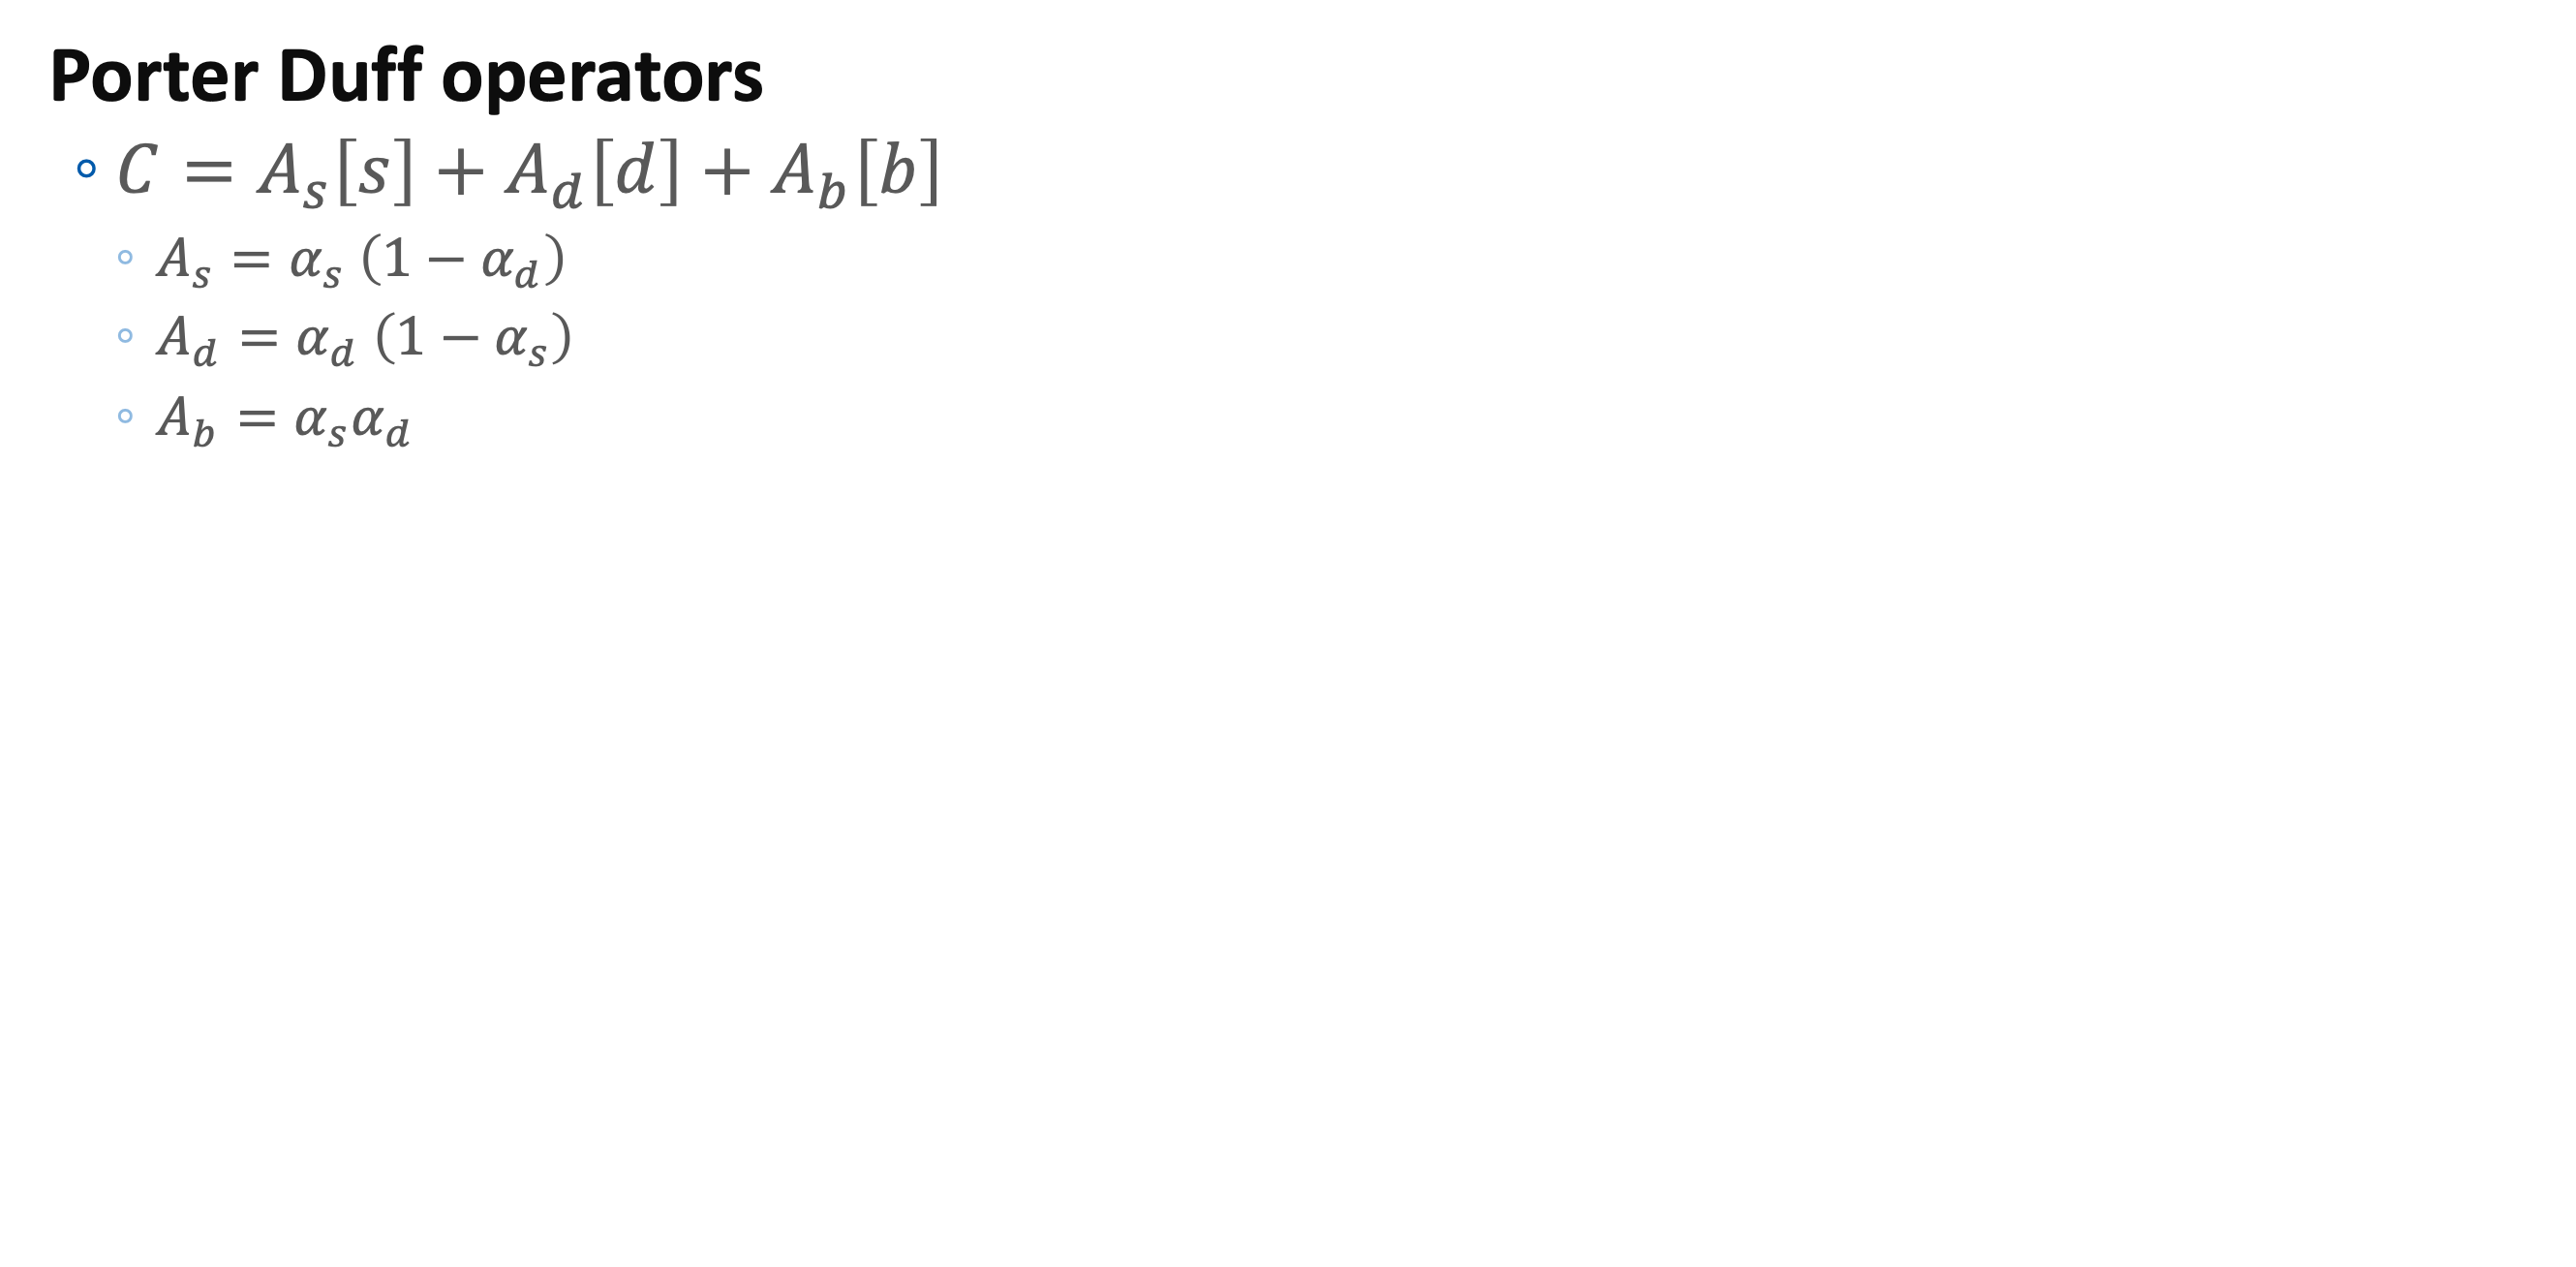 Porter Duff operators
∘ C = A_s[s] + A_d[d] + A_b[b]
∘ A_s = α_s (1 − α_d)
∘ A_d = α_d (1 − α_s)
∘ A_b = α_sα_d